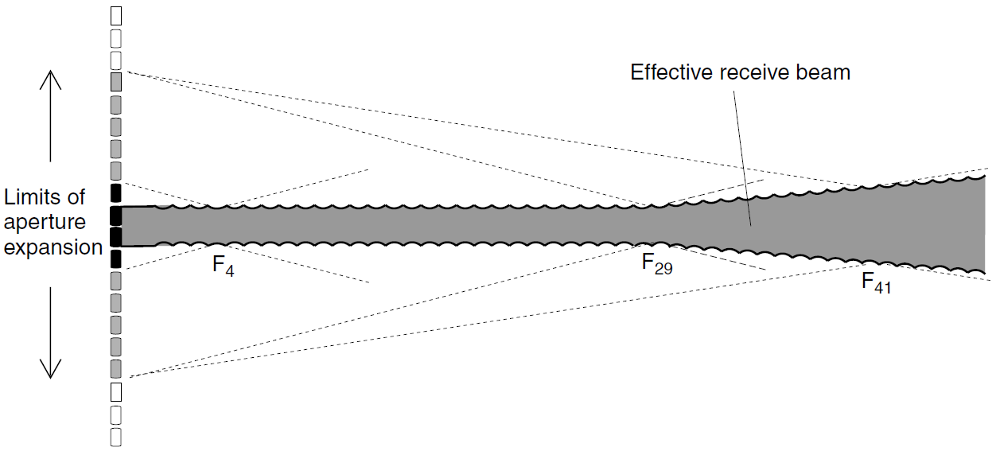 Effective receive beam
Limits of
aperture
expansion
F4
F29
F41